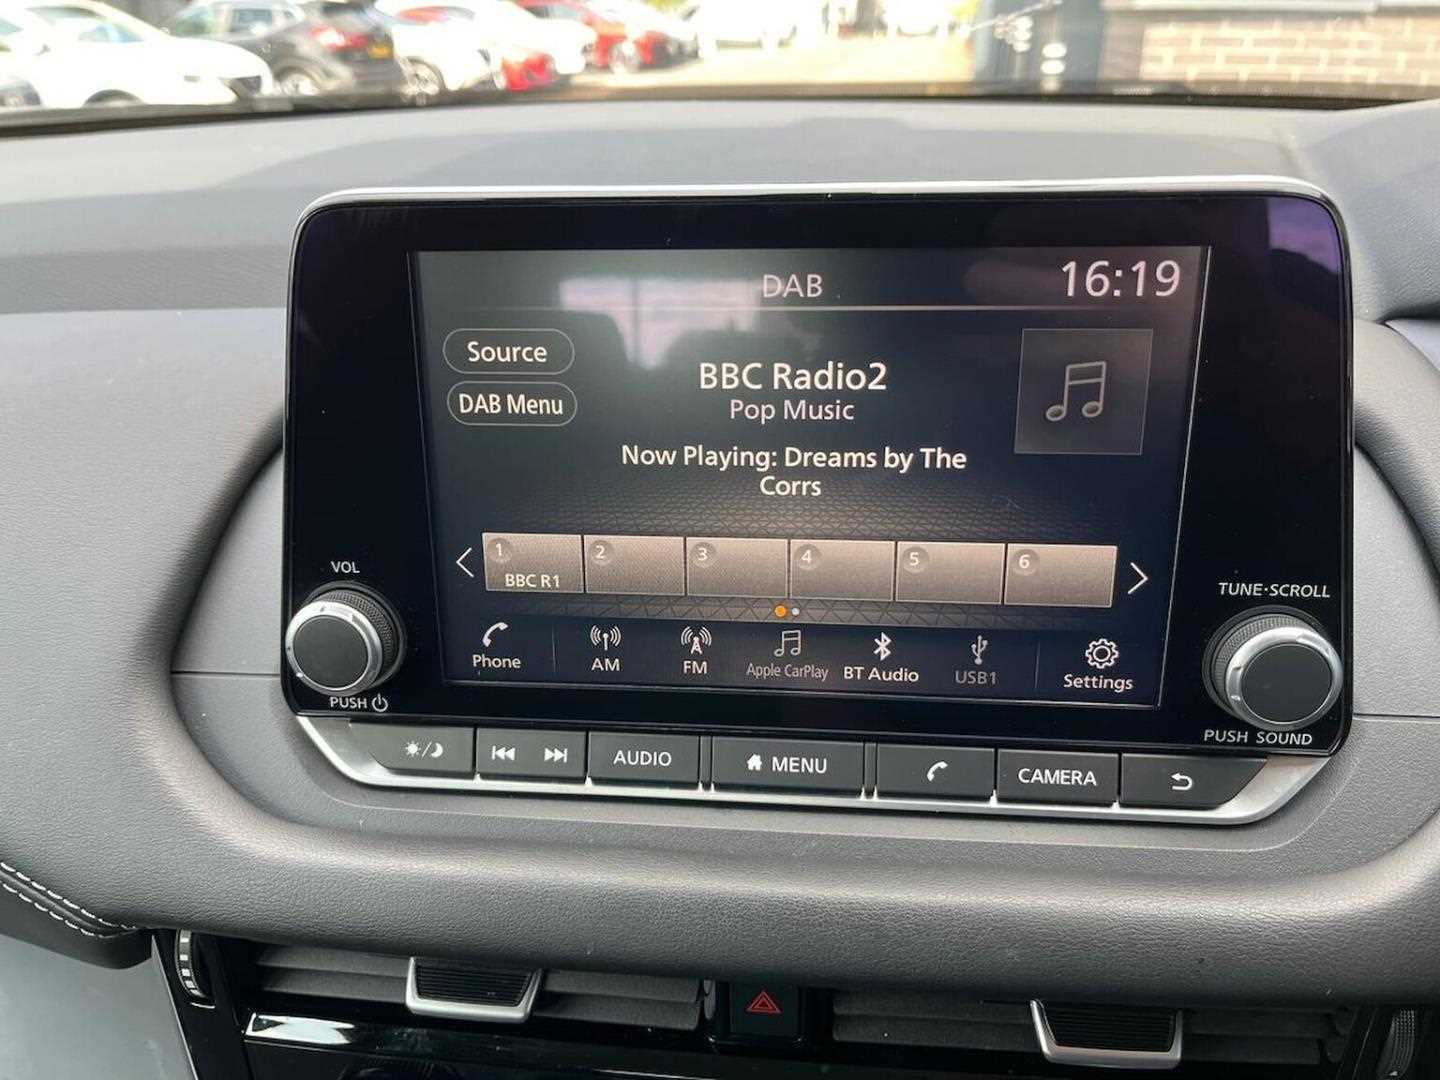 DAB
16:19
Source
DAB Menu
BBC Radio2
Pop Music
Now Playing: Dreams by The
Corrs
1 2 3 4 5 6
BBC R1
Phone
AM
FM
Apple CarPlay
BT Audio
USB1
Settings
VOL
PUSH
TUNE·SCROLL
PUSH SOUND
AUDIO
MENU
CAMERA